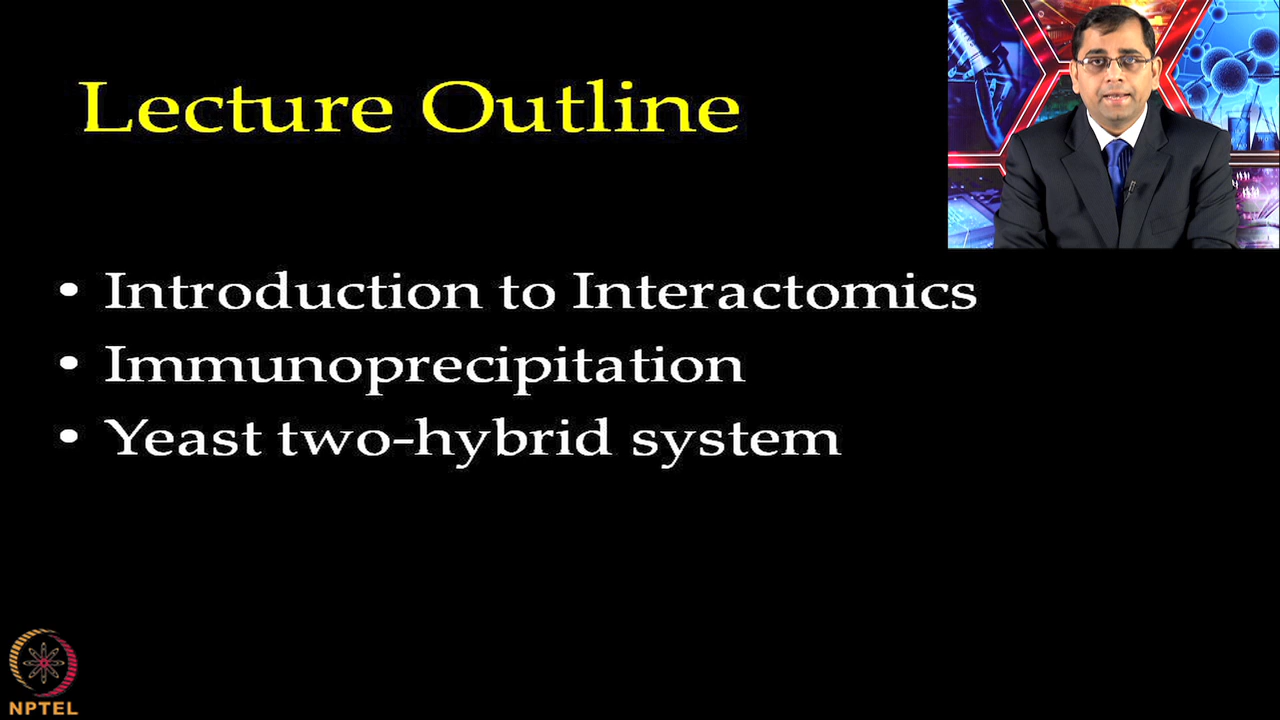 Lecture Outline
• Introduction to Interactomics
• Immunoprecipitation
• Yeast two-hybrid system
NPTEL